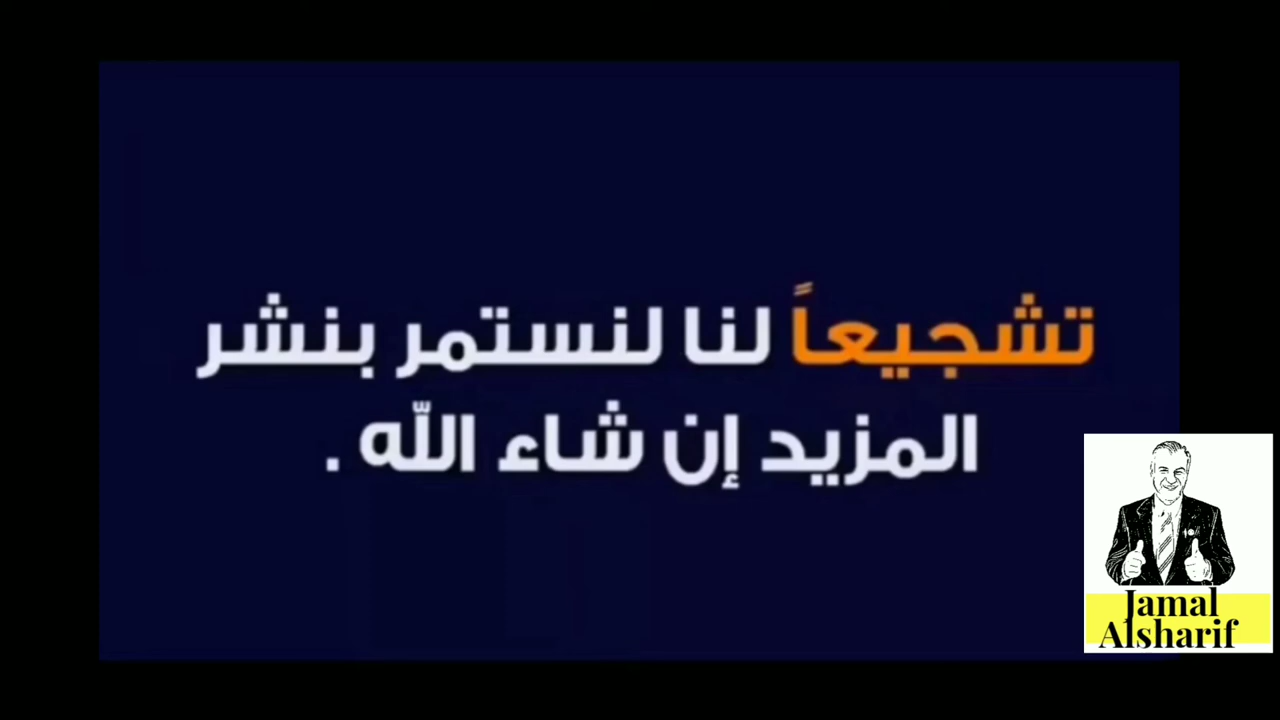 تشجيعاً لنا لنستمر بنشر
المزيد إن شاء الله .
Jamal
Alsharif